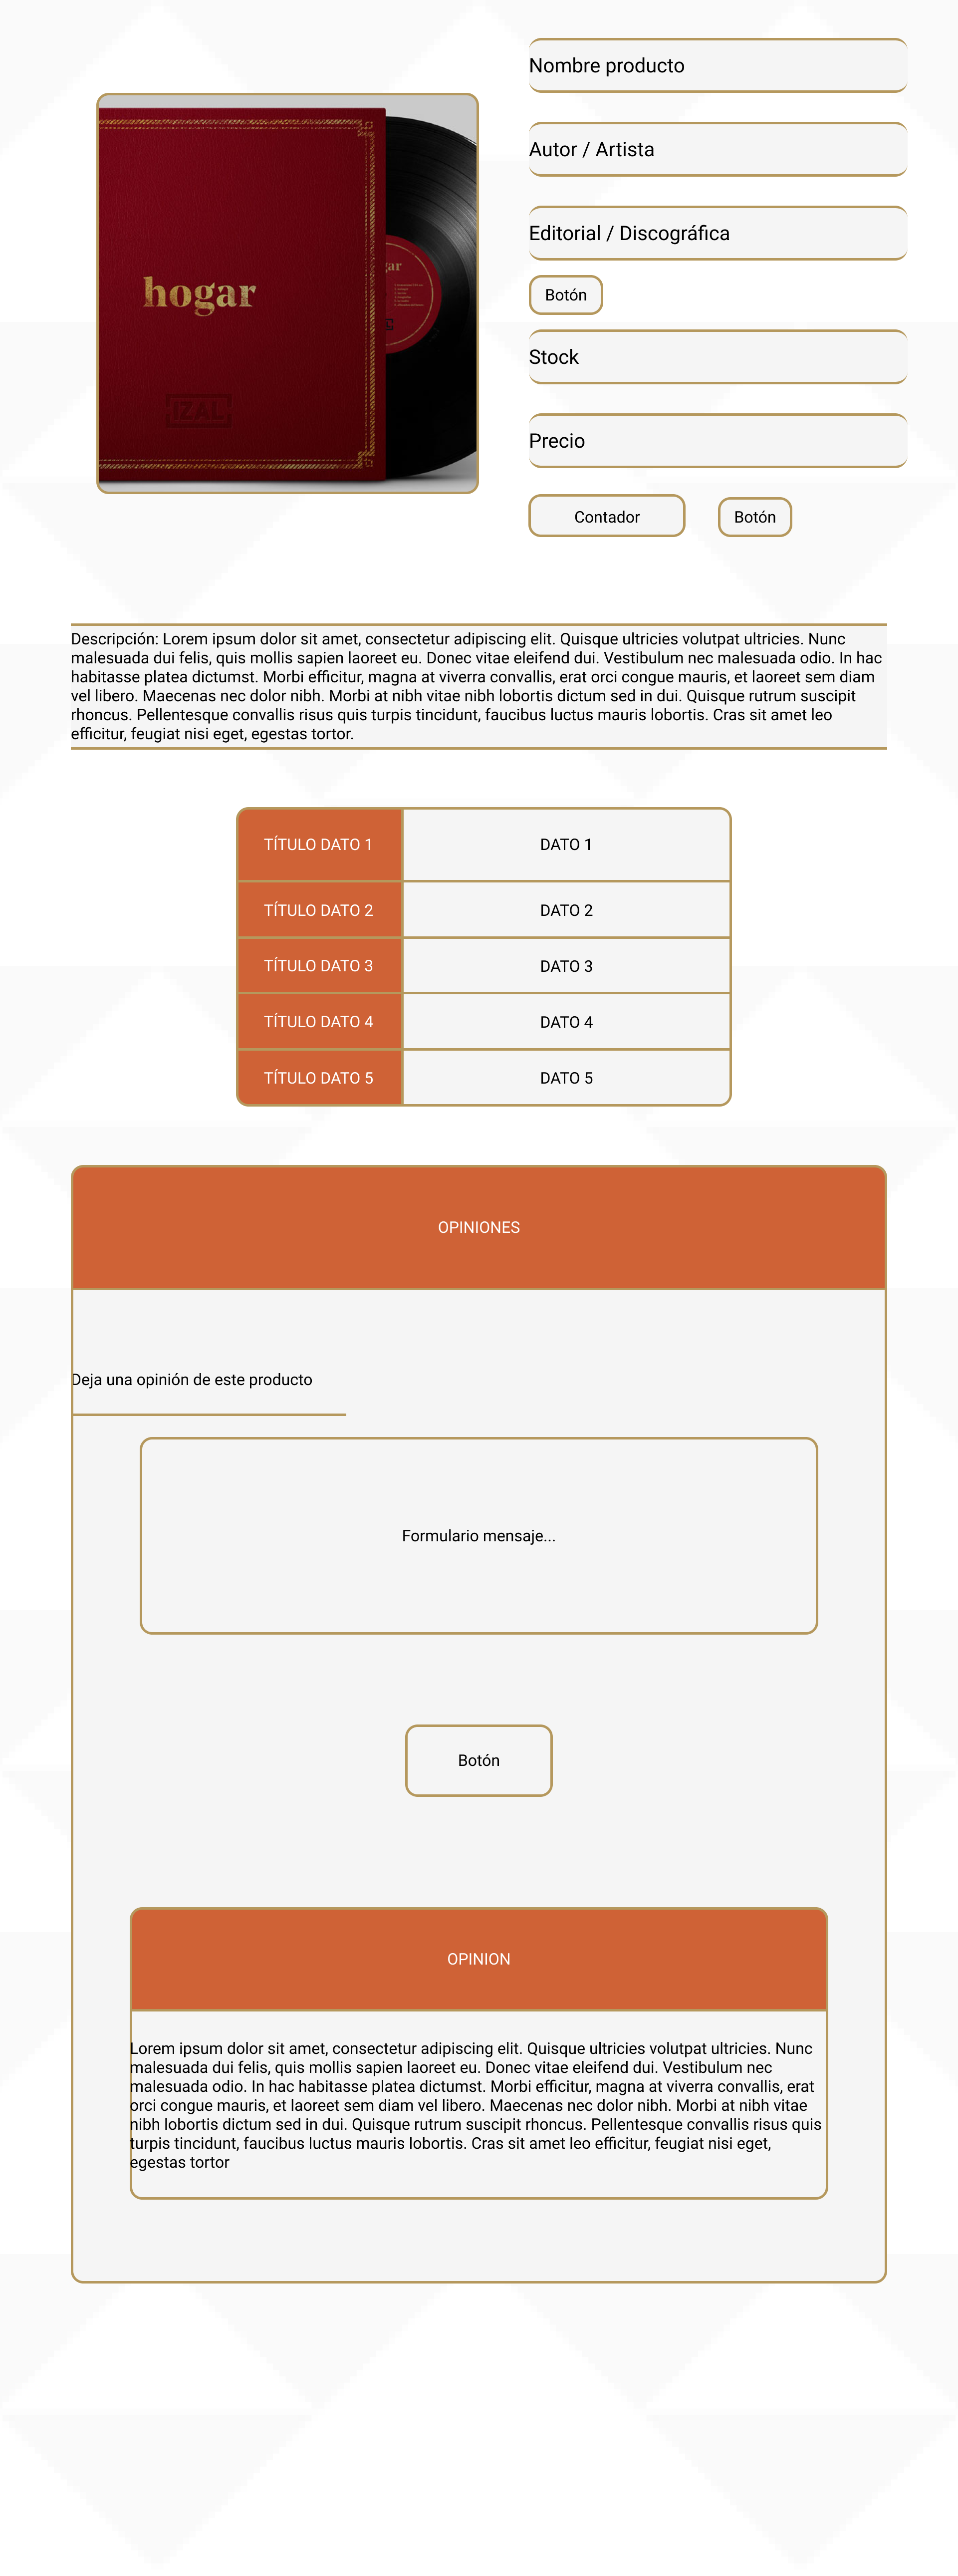 Nombre producto
Autor / Artista
Editorial / Discográfica
Botón
Stock
Precio
Contador
Botón
hogar
IZAL
Descripción: Lorem ipsum dolor sit amet, consectetur adipiscing elit. Quisque ultricies volutpat ultricies. Nunc
malesuada dui felis, quis mollis sapien laoreet eu. Donec vitae eleifend dui. Vestibulum nec malesuada odio. In hac
habitasse platea dictumst. Morbi efficitur, magna at viverra convallis, erat orci congue mauris, et laoreet sem diam
vel libero. Maecenas nec dolor nibh. Morbi at nibh vitae nibh lobortis dictum sed in dui. Quisque rutrum suscipit
rhoncus. Pellentesque convallis risus quis turpis tincidunt, faucibus luctus mauris lobortis. Cras sit amet leo
efficitur, feugiat nisi eget, egestas tortor.
TÍTULO DATO 1 DATO 1
TÍTULO DATO 2 DATO 2
TÍTULO DATO 3 DATO 3
TÍTULO DATO 4 DATO 4
TÍTULO DATO 5 DATO 5
OPINIONES
Deja una opinión de este producto
Formulario mensaje...
Botón
OPINION
Lorem ipsum dolor sit amet, consectetur adipiscing elit. Quisque ultricies volutpat ultricies. Nunc
malesuada dui felis, quis mollis sapien laoreet eu. Donec vitae eleifend dui. Vestibulum nec
malesuada odio. In hac habitasse platea dictumst. Morbi efficitur, magna at viverra convallis, erat
orci congue mauris, et laoreet sem diam vel libero. Maecenas nec dolor nibh. Morbi at nibh vitae
nibh lobortis dictum sed in dui. Quisque rutrum suscipit rhoncus. Pellentesque convallis risus quis
turpis tincidunt, faucibus luctus mauris lobortis. Cras sit amet leo efficitur, feugiat nisi eget,
egestas tortor